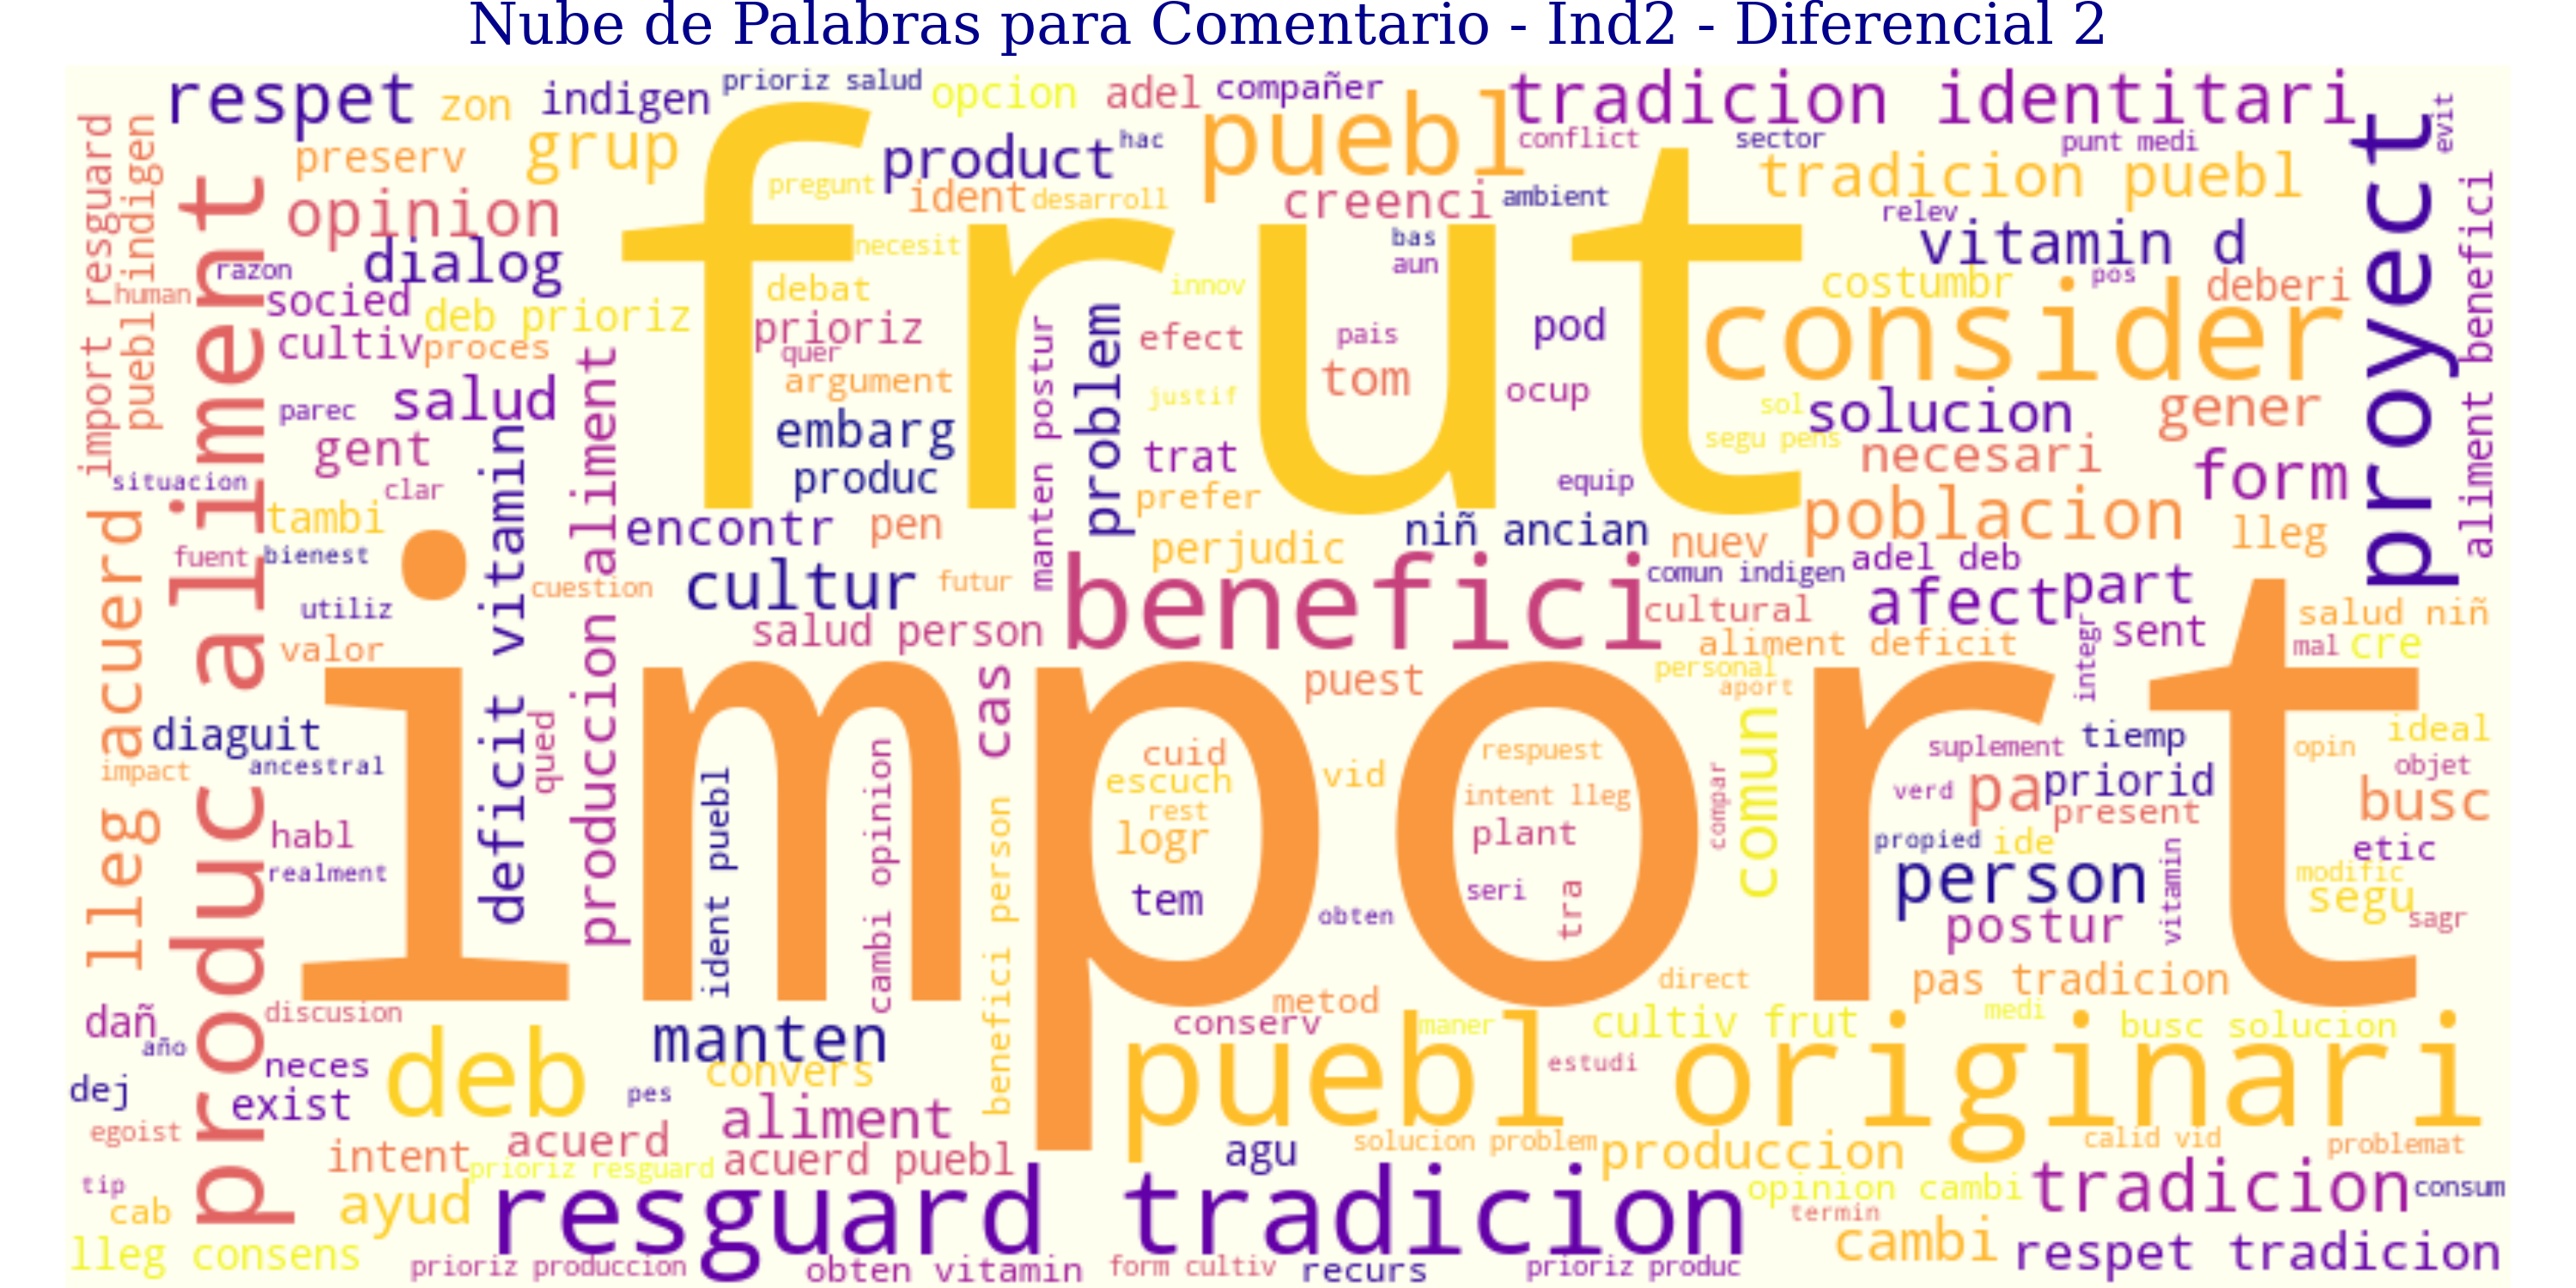 Nube de Palabras para Comentario - Ind2 - Diferencial 2
respet
zon
indigen
prioriz salud
opcion
adel
compañer
tradicion identitari
evit
import resguard
puebl indigen
preserv
grup
product
hac
puebl
conflict
sector
punt medi
proyect
produc aliment
opinion
pregunt
ident
desarroll
creenci
ambient
tradicion puebl
aliment benefici
frut
relev
razon
dialog
necesit
bas
aun
vitamin d
human
socied
deb prioriz
debat
innov
costumbr
pos
deberi
cultiv
proces
prioriz
quer
manten postur
problem
efect
pais
pod
consider
argument
justif
tom
ocup
parec
salud
produccion aliment
embarg
sol
solucion
gener
gent
deficit vitamin
produc
trat
segu pens
necesari
form
situacion
clar
prefer
equip
tambi
encontr
pen
perjudic
niñ ancian
nuev
poblacion
lleg
lleg acuerd
fuent
bienest
cuestion
cultur
futur
benefici
comun indigen
adel deb
afect
part
utiliz
salud person
cultural
salud niñ
valor
aliment deficit
integr
sent
mal
cre
import
cas
puest
personal
aport
diaguit
qued
ident puebl
cambi opinion
cuid
respuest
comun
suplement
tiemp
opin
ideal
impact
ancestral
escuch
vid
intent lleg
compar
verd
pa
priorid
objet
rest
present
busc
habl
logr
plant
propied
ide
etic
realment
benefici person
tem
seri
tra
person
vitamin
modific
segu
obten
postur
sagr
direct
pas tradicion
dañ
discusion
metod
año
manten
conserv
maner
cultiv frut
medi
busc solucion
neces
deb
convers
puebl originari
estudi
dej
exist
pes
egoist
acuerd
aliment
agu
solucion problem
produccion
calid vid
problemat
intent
prioriz resguard
acuerd puebl
tip
cab
ayud
resguard tradicion
opinion cambi
tradicion
consum
termin
lleg consens
cambi
respet tradicion
prioriz produccion
obten vitamin
form cultiv
recurs
prioriz produc